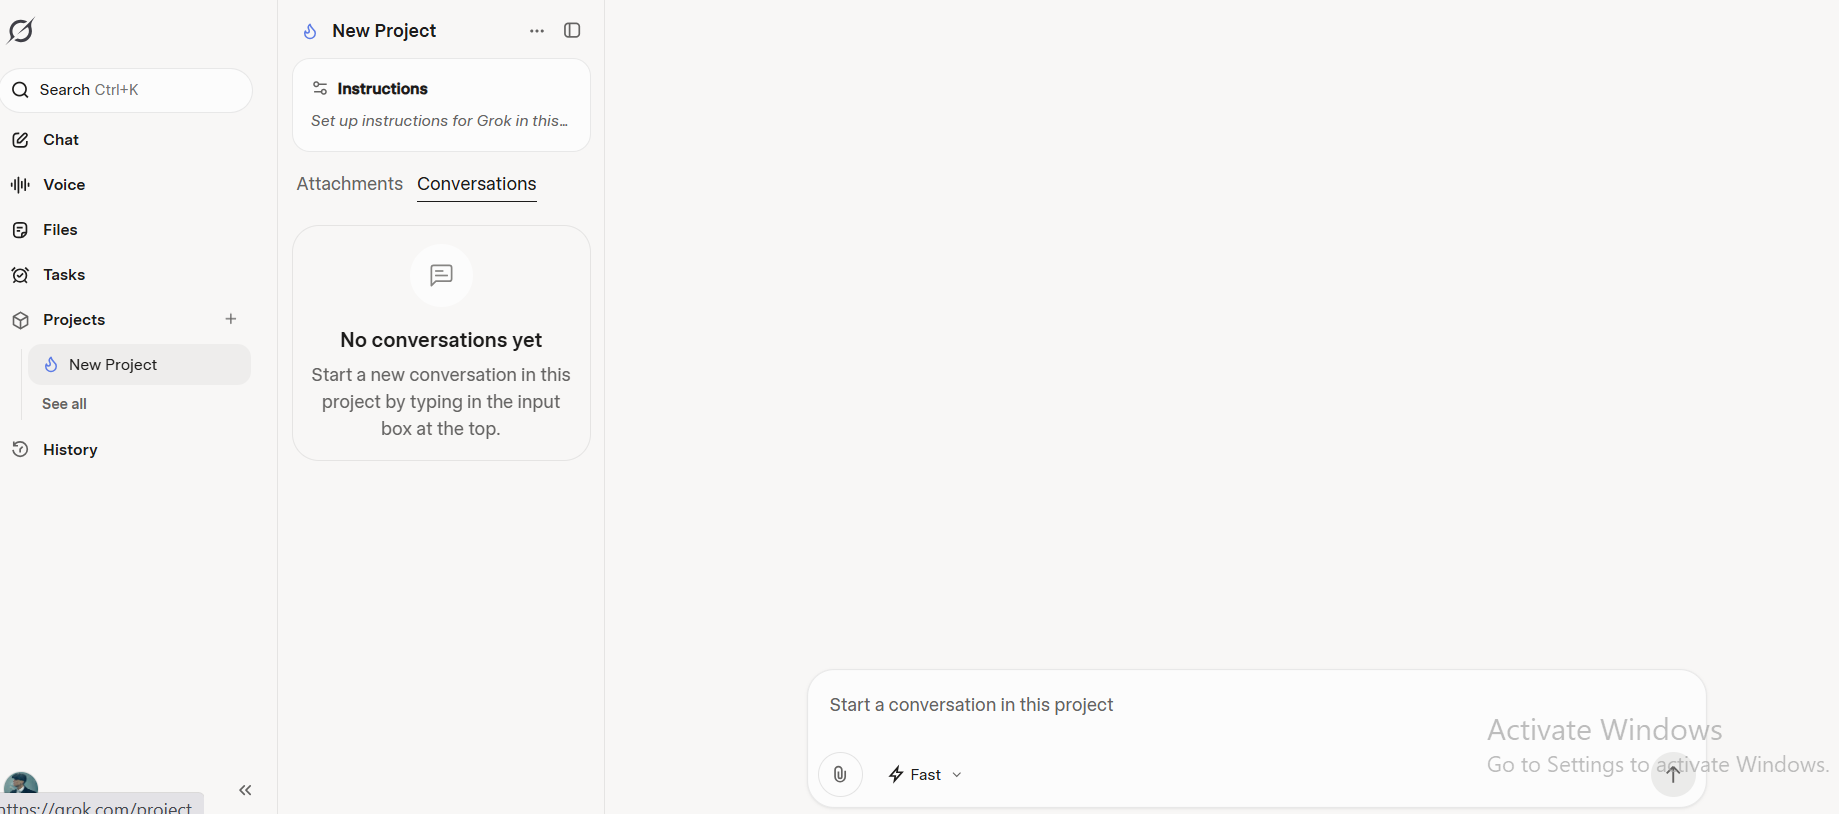 Search Ctrl+K
Chat
Voice
Files
Tasks
Projects
New Project
See all
History
https://grok.com/project
New Project
Instructions
Set up instructions for Grok in this...
Attachments Conversations
No conversations yet
Start a new conversation in this
project by typing in the input
box at the top.
Start a conversation in this project
Fast
Activate Windows
Go to Settings to activate Windows.